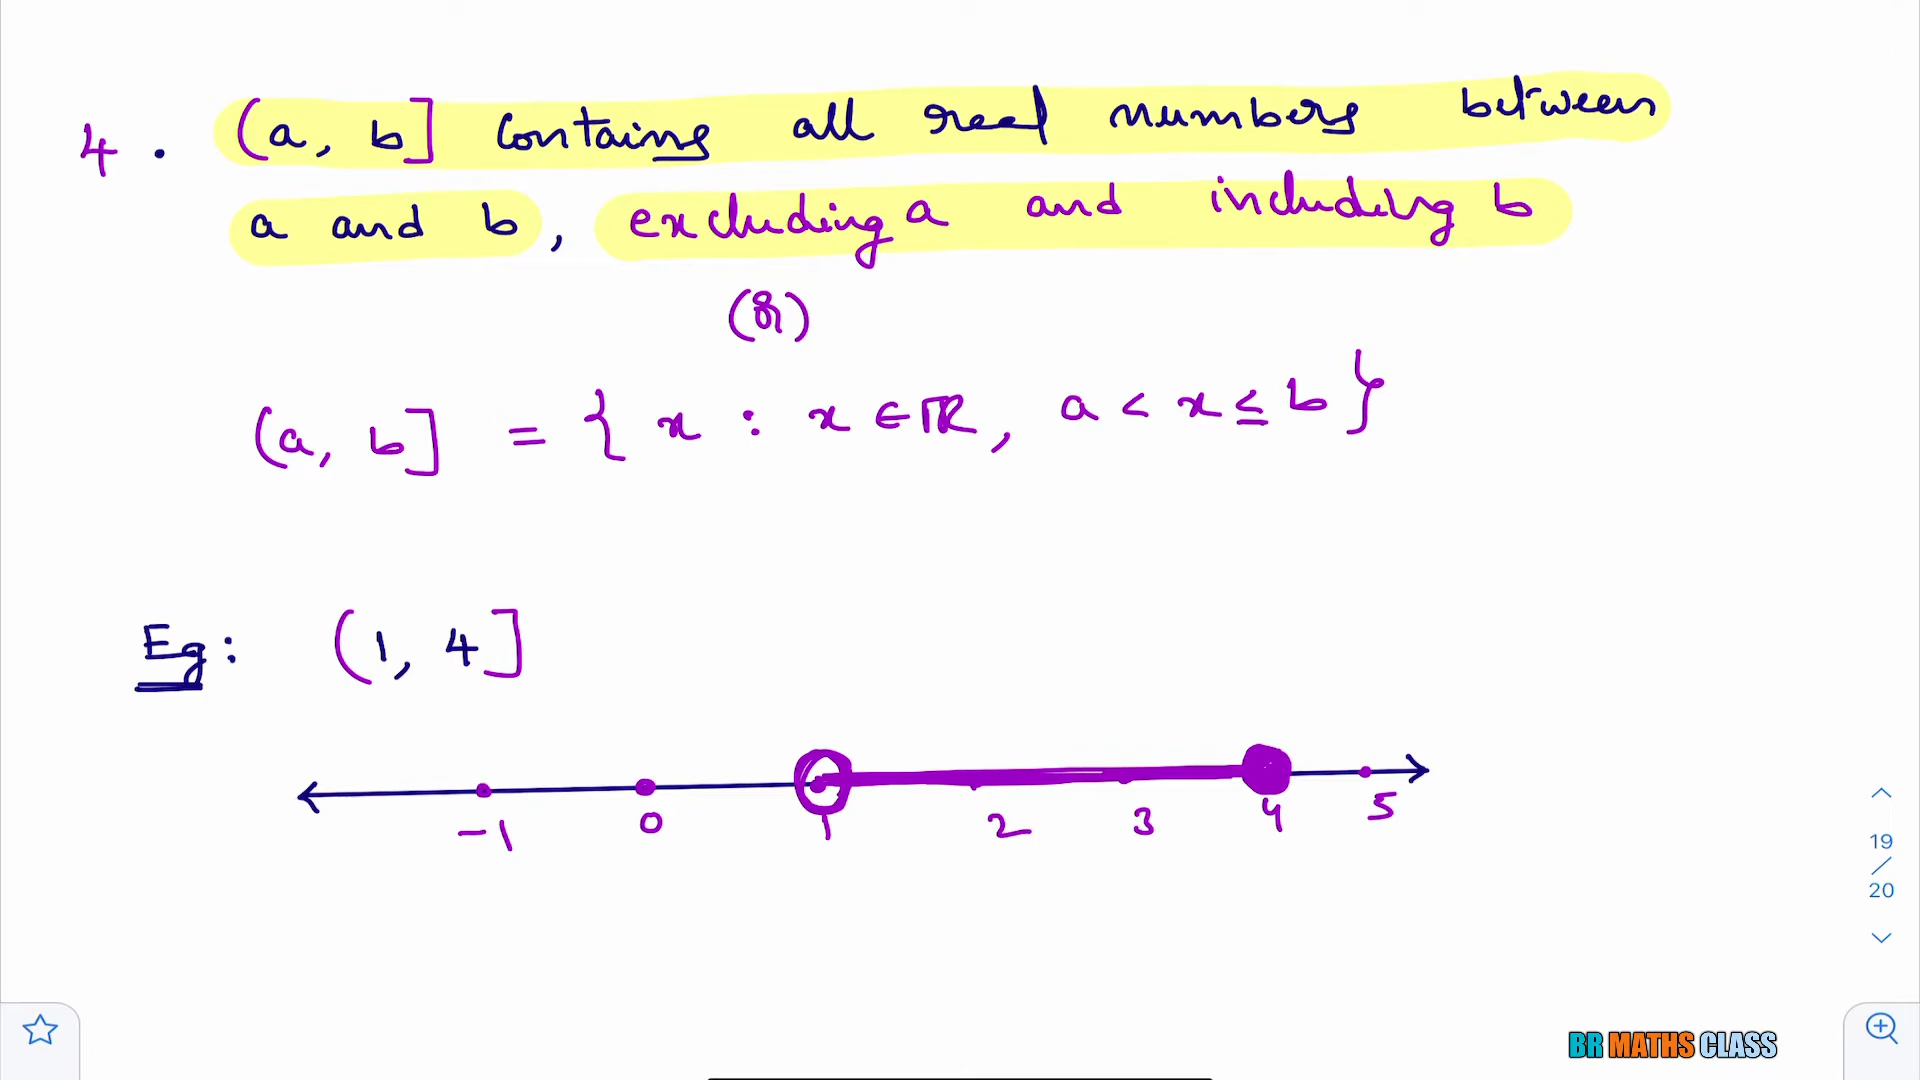 4. (a, b] contains all real numbers between
a and b, excluding a and including b
(or)
(a, b] = { x : x ∈ ℝ, a < x ≤ b }
Eg: (1, 4]
-1 0 1 2 3 4 5
19
/
20
BR MATHS CLASS